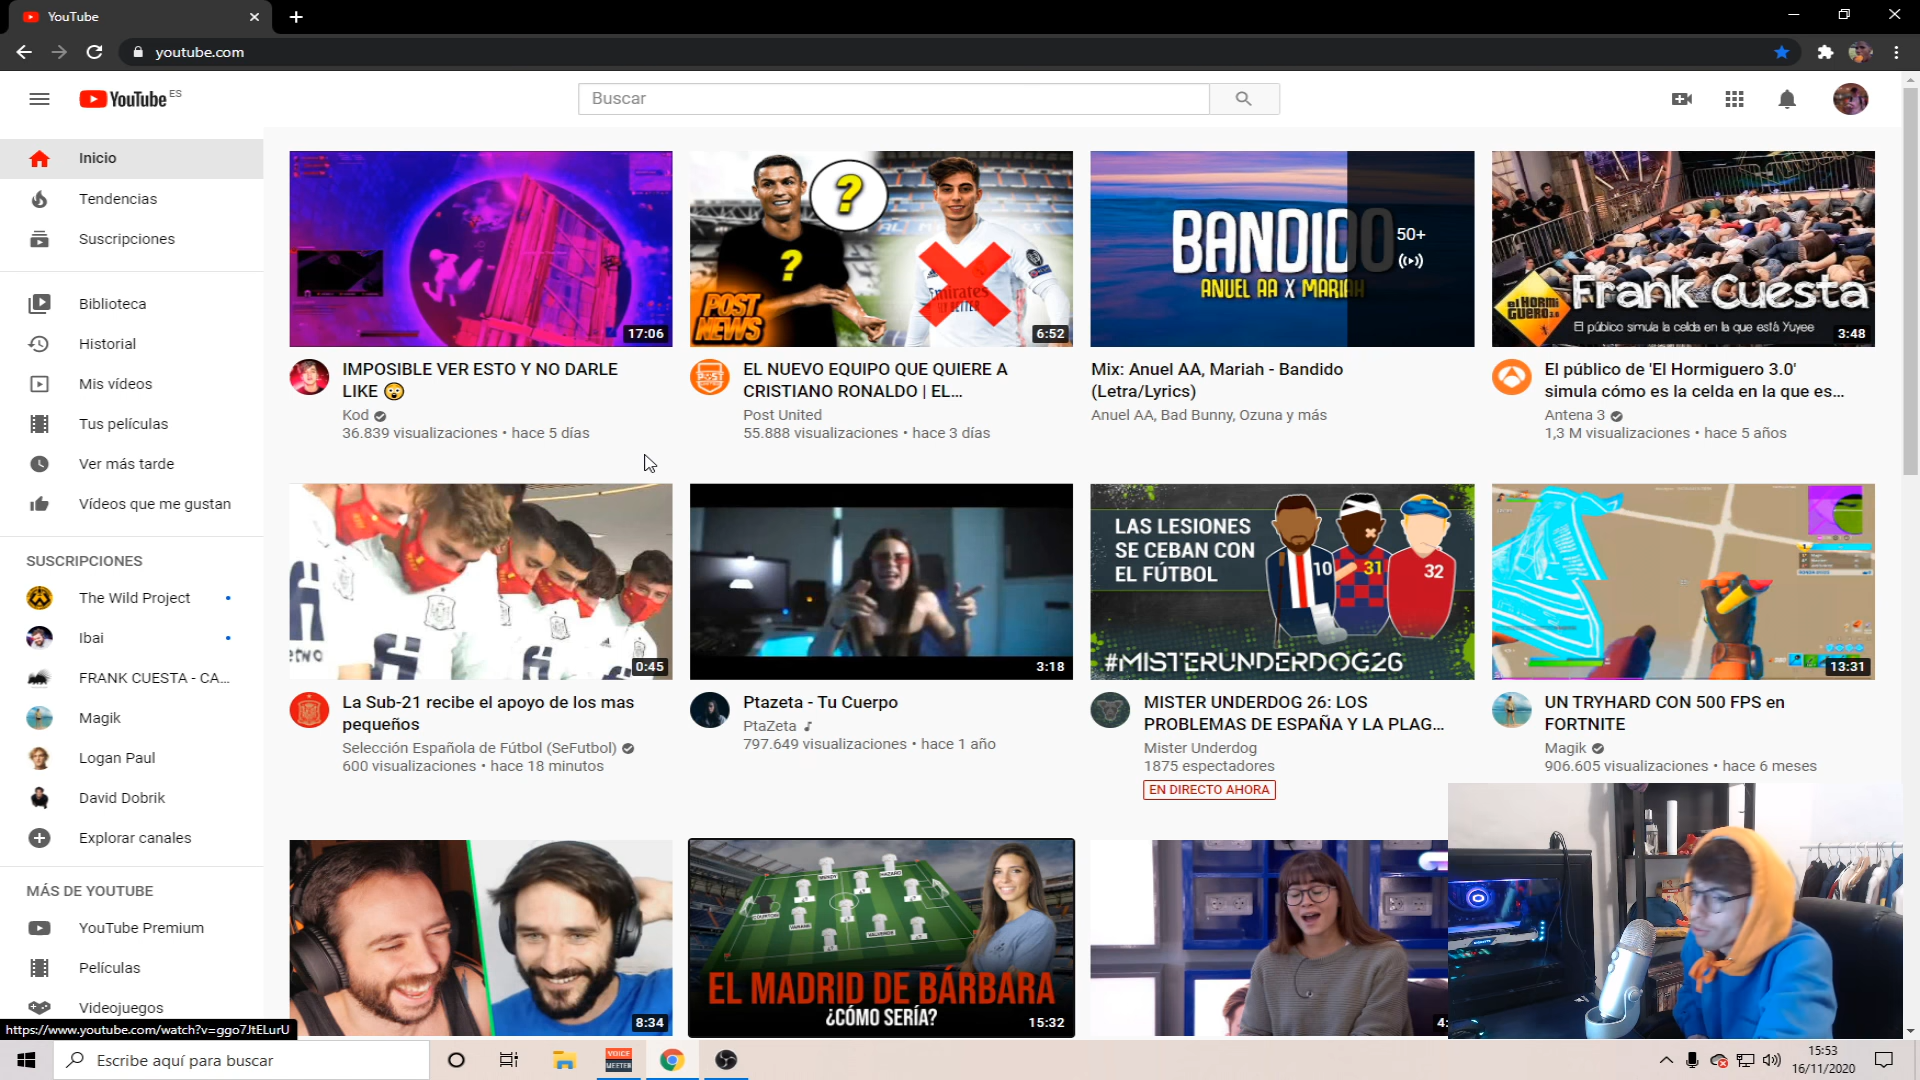 YouTube
youtube.com
YouTube ES
Buscar
Inicio
Tendencias
Suscripciones
Biblioteca
Historial
Mis vídeos
Tus películas
Ver más tarde
Vídeos que me gustan
SUSCRIPCIONES
The Wild Project
Ibai
FRANK CUESTA - CA...
Magik
Logan Paul
David Dobrik
Explorar canales
MÁS DE YOUTUBE
YouTube Premium
Películas
Videojuegos
https://www.youtube.com/watch?v=ggo7JtELurU
17:06
IMPOSIBLE VER ESTO Y NO DARLE
LIKE 😮
Kod
36.839 visualizaciones • hace 5 días
?
?
POST
NEWS
6:52
EL NUEVO EQUIPO QUE QUIERE A
CRISTIANO RONALDO | EL...
Post United
55.888 visualizaciones • hace 3 días
BANDIDO
ANUEL AA X MARIAH
50+
Mix: Anuel AA, Mariah - Bandido
(Letra/Lyrics)
Anuel AA, Bad Bunny, Ozuna y más
el HORMI
GUERO 3.0
Frank Cuesta
El público simula la celda en la que está Yuyee
3:48
El público de 'El Hormiguero 3.0'
simula cómo es la celda en la que es...
Antena 3
1,3 M visualizaciones • hace 5 años
0:45
La Sub-21 recibe el apoyo de los mas
pequeños
Selección Española de Fútbol (SeFutbol)
600 visualizaciones • hace 18 minutos
3:18
Ptazeta - Tu Cuerpo
PtaZeta
797.649 visualizaciones • hace 1 año
LAS LESIONES
SE CEBAN CON
EL FÚTBOL
10
31
32
#MISTERUNDERDOG26
MISTER UNDERDOG 26: LOS
PROBLEMAS DE ESPAÑA Y LA PLAG...
Mister Underdog
1875 espectadores
EN DIRECTO AHORA
13:31
UN TRYHARD CON 500 FPS en
FORTNITE
Magik
906.605 visualizaciones • hace 6 meses
8:34
EL MADRID DE BÁRBARA
¿CÓMO SERÍA?
15:32
4:
Escribe aquí para buscar
VOICE
MEETER
15:53
16/11/2020